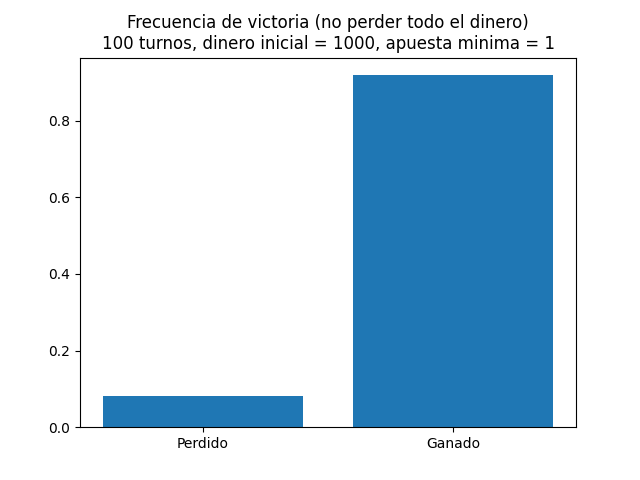 Frecuencia de victoria (no perder todo el dinero)
100 turnos, dinero inicial = 1000, apuesta minima = 1
0.8
0.6
0.4
0.2
0.0
Perdido
Ganado